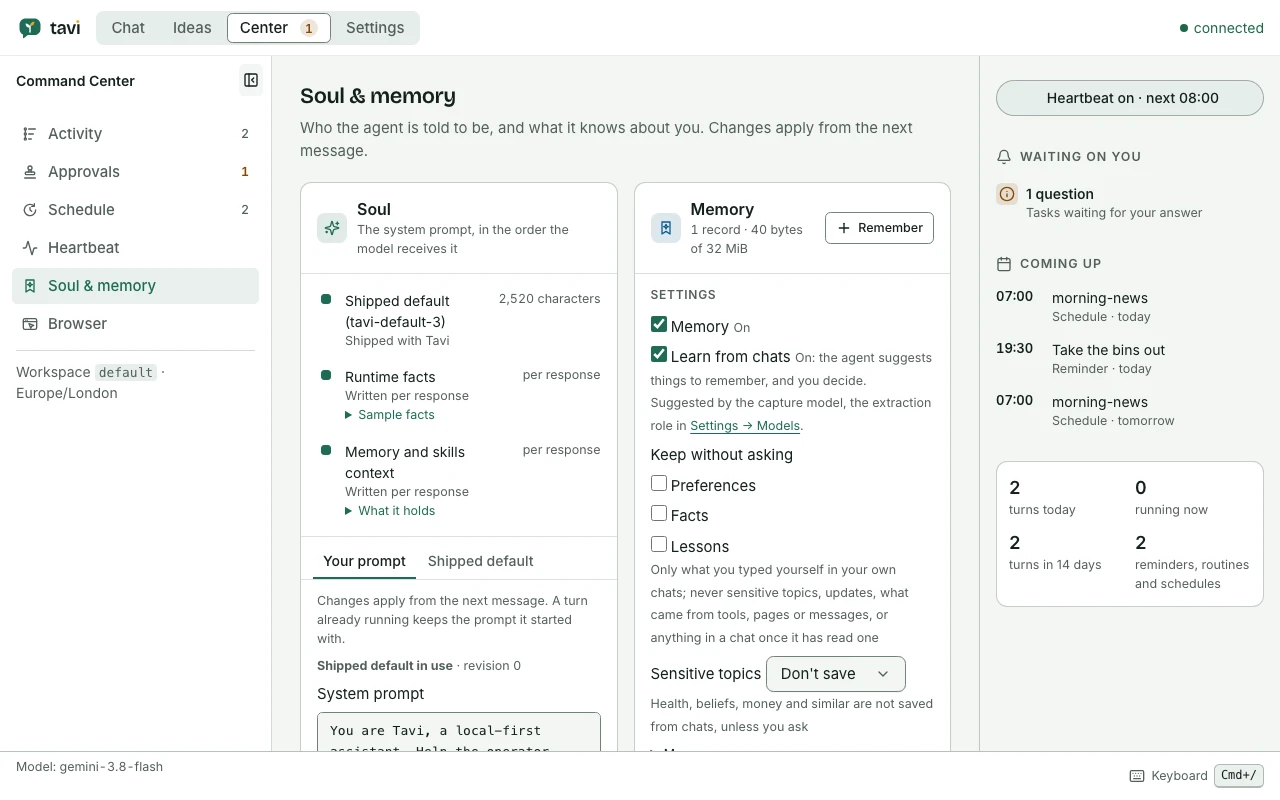 tavi
Chat
Ideas
Center 1
Settings
connected
Command Center
Activity 2
Approvals 1
Schedule 2
Heartbeat
Soul & memory
Browser
Workspace default ·
Europe/London
Soul & memory
Who the agent is told to be, and what it knows about you. Changes apply from the next
message.
Soul
The system prompt, in the order the
model receives it
Shipped default
(tavi-default-3)
2,520 characters
Shipped with Tavi
Runtime facts
per response
Written per response
Sample facts
Memory and skills
context
per response
Written per response
What it holds
Your prompt
Shipped default
Changes apply from the next message. A turn
already running keeps the prompt it started
with.
Shipped default in use · revision 0
System prompt
You are Tavi, a local-first
assistant. Help the operator
Memory
1 record · 40 bytes
of 32 MiB
Remember
SETTINGS
Memory On
Learn from chats On: the agent suggests
things to remember, and you decide.
Suggested by the capture model, the extraction
role in Settings → Models.
Keep without asking
Preferences
Facts
Lessons
Only what you typed yourself in your own
chats; never sensitive topics, updates, what
came from tools, pages or messages, or
anything in a chat once it has read one
Sensitive topics Don't save
Health, beliefs, money and similar are not saved
from chats, unless you ask
Heartbeat on · next 08:00
WAITING ON YOU
1 question
Tasks waiting for your answer
COMING UP
07:00 morning-news
Schedule · today
19:30 Take the bins out
Reminder · today
07:00 morning-news
Schedule · tomorrow
2
turns today
0
running now
2
turns in 14 days
2
reminders, routines
and schedules
Model: gemini-3.8-flash
Keyboard Cmd+/